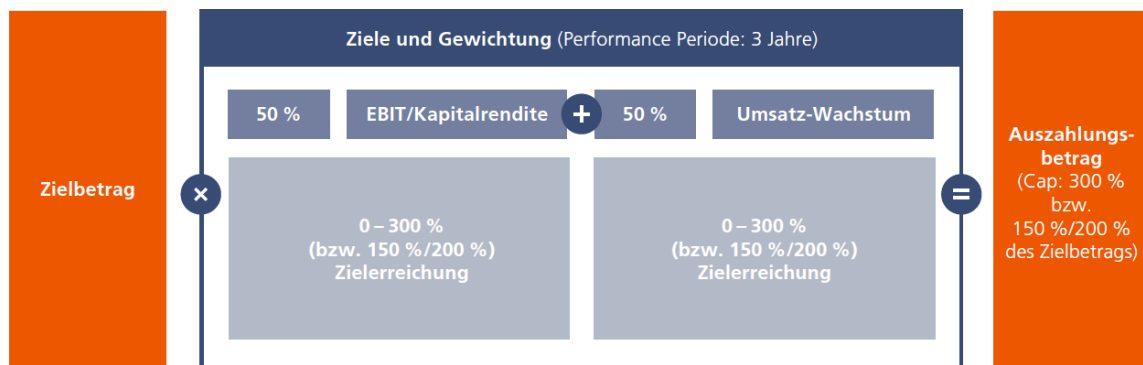 Zielbetrag
×
Ziele und Gewichtung (Performance Periode: 3 Jahre)
50 %
EBIT/Kapitalrendite
+
50 %
Umsatz-Wachstum
0 – 300 %
(bzw. 150 %/200 %)
Zielerreichung
0 – 300 %
(bzw. 150 %/200 %)
Zielerreichung
=
Auszahlungs-
betrag
(Cap: 300 %
bzw.
150 %/200 %
des Zielbetrags)